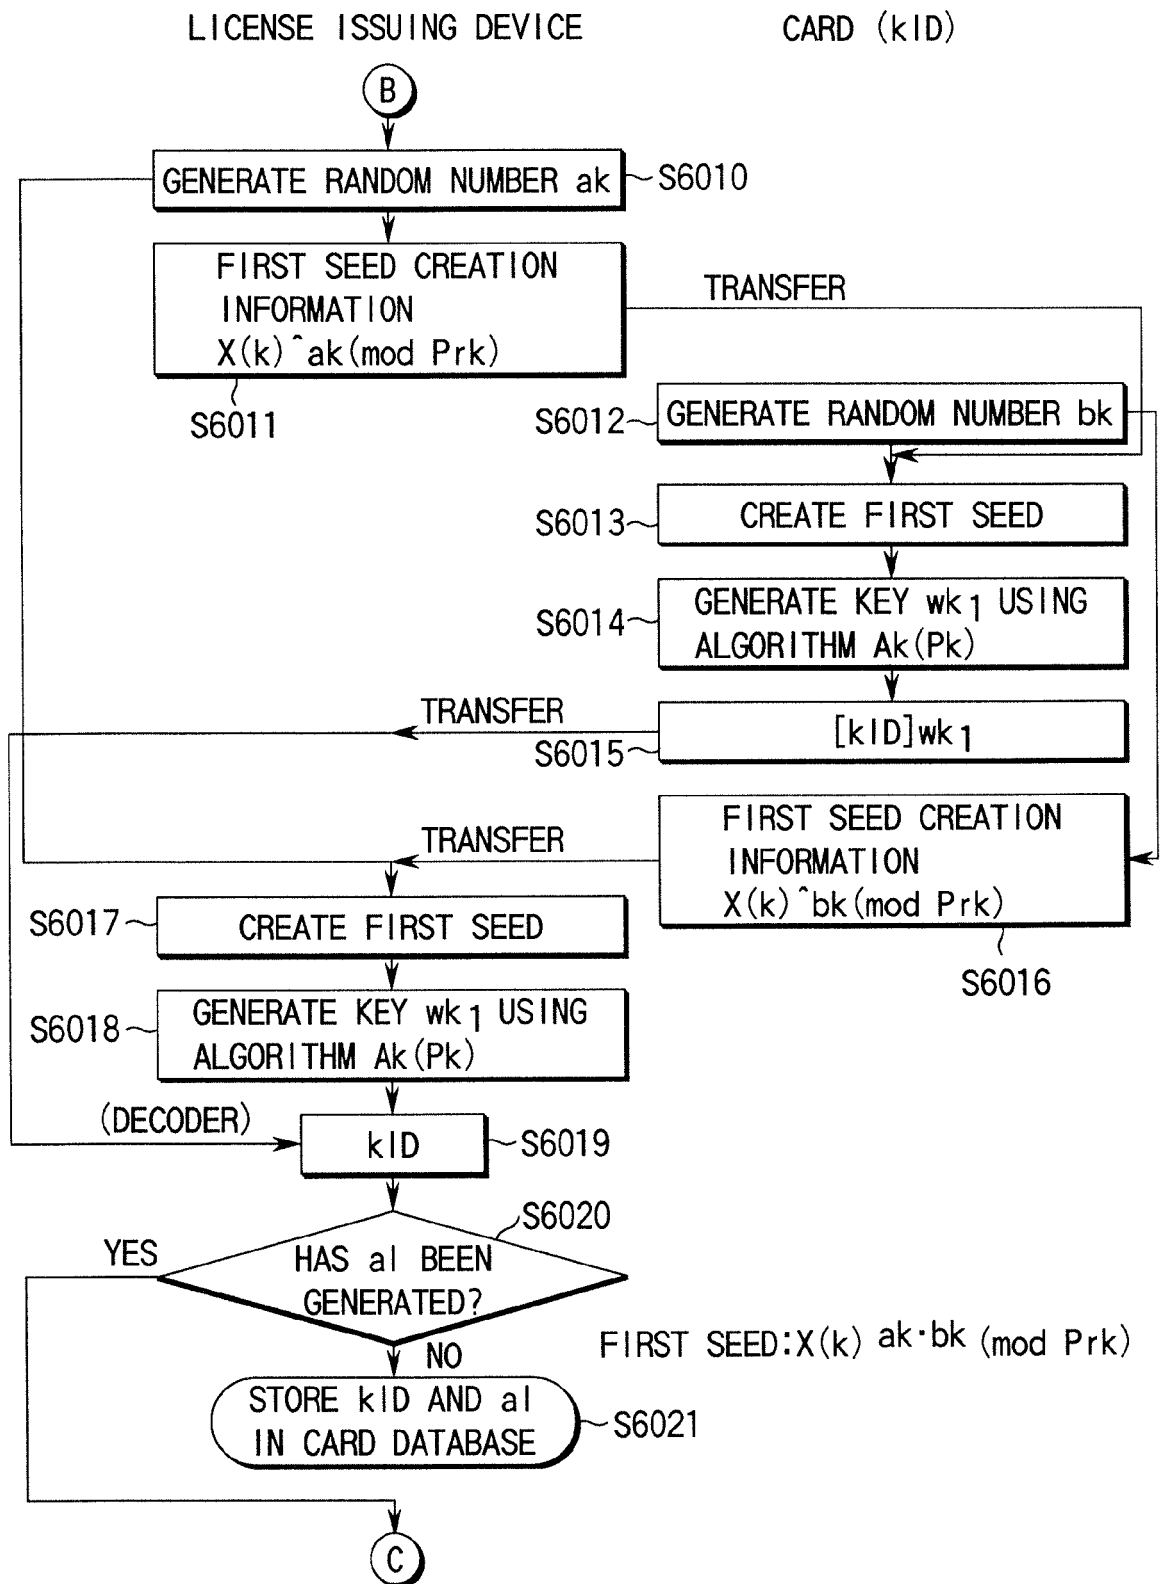 LICENSE ISSUING DEVICE
CARD (kID)
B
GENERATE RANDOM NUMBER ak
S6010
FIRST SEED CREATION
INFORMATION
X(k)^ak(mod Prk)
TRANSFER
S6011
S6012
GENERATE RANDOM NUMBER bk
S6013
CREATE FIRST SEED
S6014
GENERATE KEY wk1 USING
ALGORITHM Ak(Pk)
TRANSFER
S6015
[kID]wk1
TRANSFER
FIRST SEED CREATION
INFORMATION
X(k)^bk(mod Prk)
S6016
S6017
CREATE FIRST SEED
S6018
GENERATE KEY wk1 USING
ALGORITHM Ak(Pk)
(DECODER)
kID
S6019
S6020
YES
HAS al BEEN
GENERATED?
NO
FIRST SEED:X(k) ak·bk (mod Prk)
STORE kID AND al
IN CARD DATABASE
S6021
C